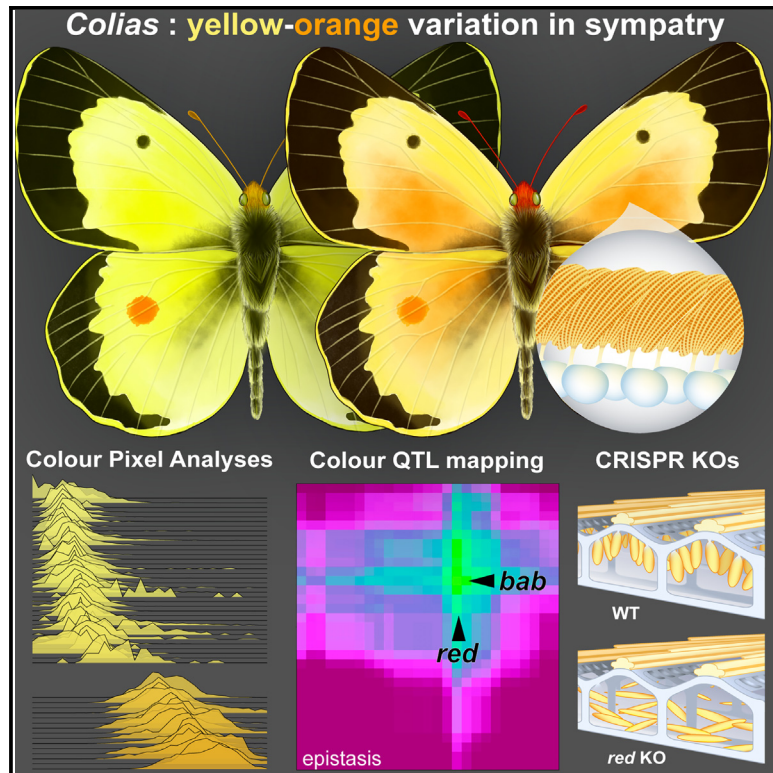 Colias : yellow-orange variation in sympatry
Colour Pixel Analyses
Colour QTL mapping
CRISPR KOs
bab
red
epistasis
WT
red KO